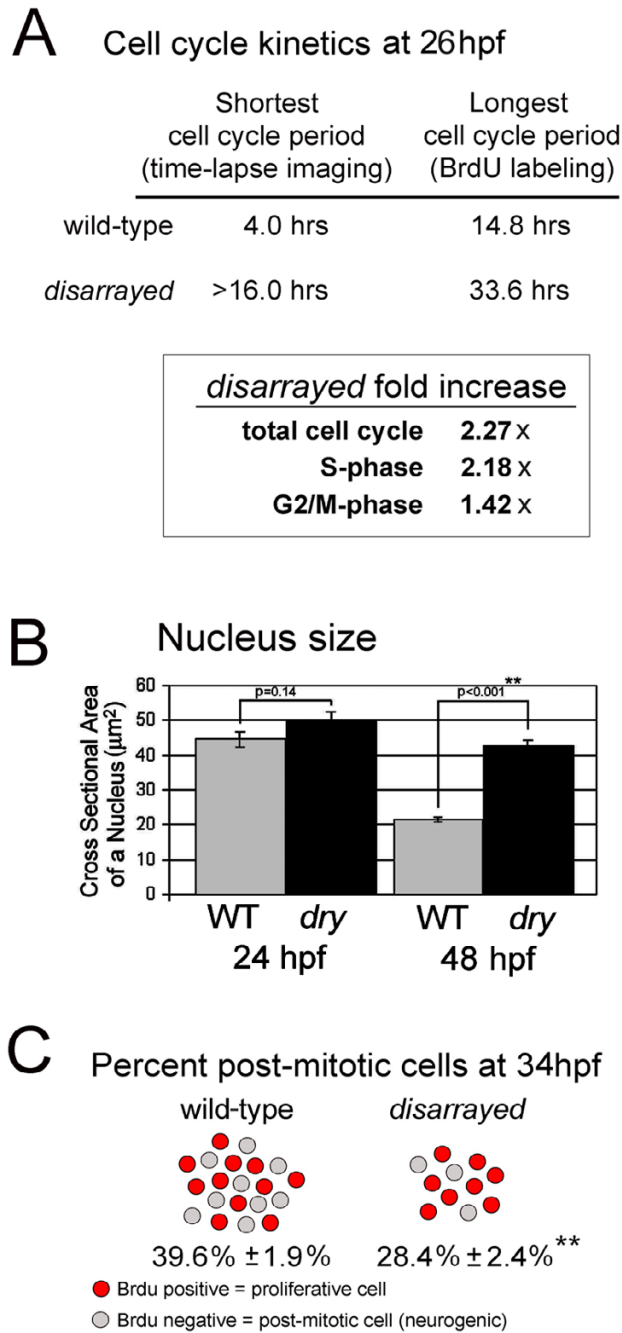 A Cell cycle kinetics at 26hpf
Shortest Longest
cell cycle period cell cycle period
(time-lapse imaging) (BrdU labeling)
wild-type 4.0 hrs 14.8 hrs
disarrayed >16.0 hrs 33.6 hrs
disarrayed fold increase
total cell cycle 2.27 x
S-phase 2.18 x
G2/M-phase 1.42 x
B Nucleus size
Cross Sectional Area
of a Nucleus (µm2)
60
50
40
30
20
10
0
p=0.14
**
p<0.001
WT dry WT dry
24 hpf 48 hpf
C Percent post-mitotic cells at 34hpf
wild-type disarrayed
39.6% ±1.9% 28.4% ±2.4%**
Brdu positive = proliferative cell
Brdu negative = post-mitotic cell (neurogenic)